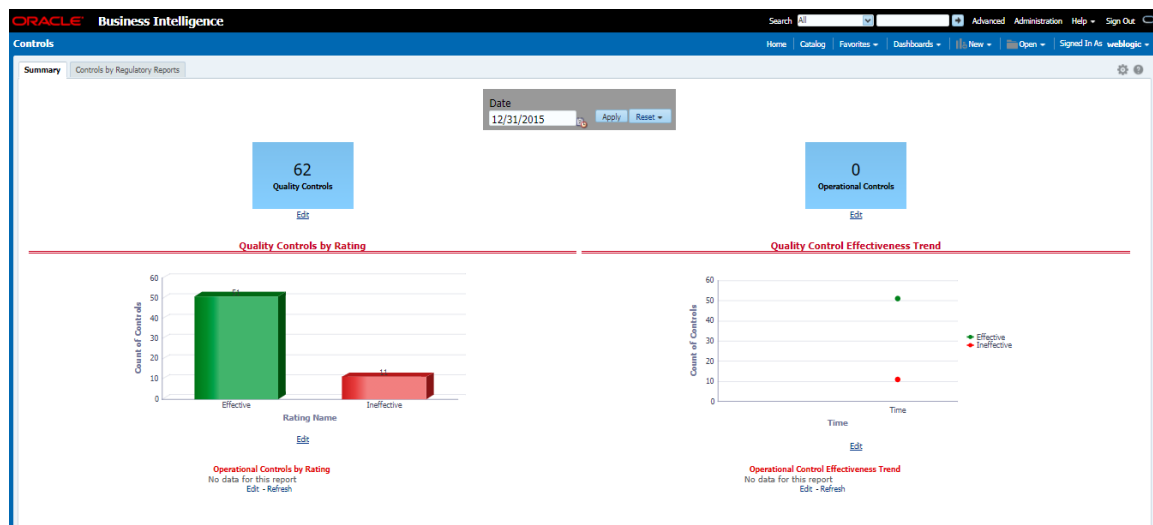 ORACLE Business Intelligence
Search All Advanced Administration Help Sign Out
Controls
Home Catalog Favorites Dashboards New Open Signed In As weblogic
Summary Controls by Regulatory Reports
Date
12/31/2015 Apply Reset
62
Quality Controls
Edit
0
Operational Controls
Edit
Quality Controls by Rating
60
50
40
30
20
10
0
Count of Controls
51
11
Effective Ineffective
Rating Name
Edit
Operational Controls by Rating
No data for this report
Edit - Refresh
Quality Control Effectiveness Trend
60
50
40
30
20
10
0
Count of Controls
Effective
Ineffective
Time
Time
Edit
Operational Control Effectiveness Trend
No data for this report
Edit - Refresh